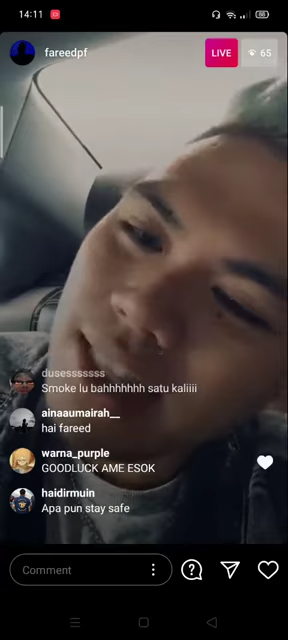 14:11
88
fareedpf
LIVE
65
dusesssssss
Smoke lu bahhhhhhh satu kaliiii
ainaaumairah__
hai fareed
warna_purple
GOODLUCK AME ESOK
haidirmuin
Apa pun stay safe
Comment